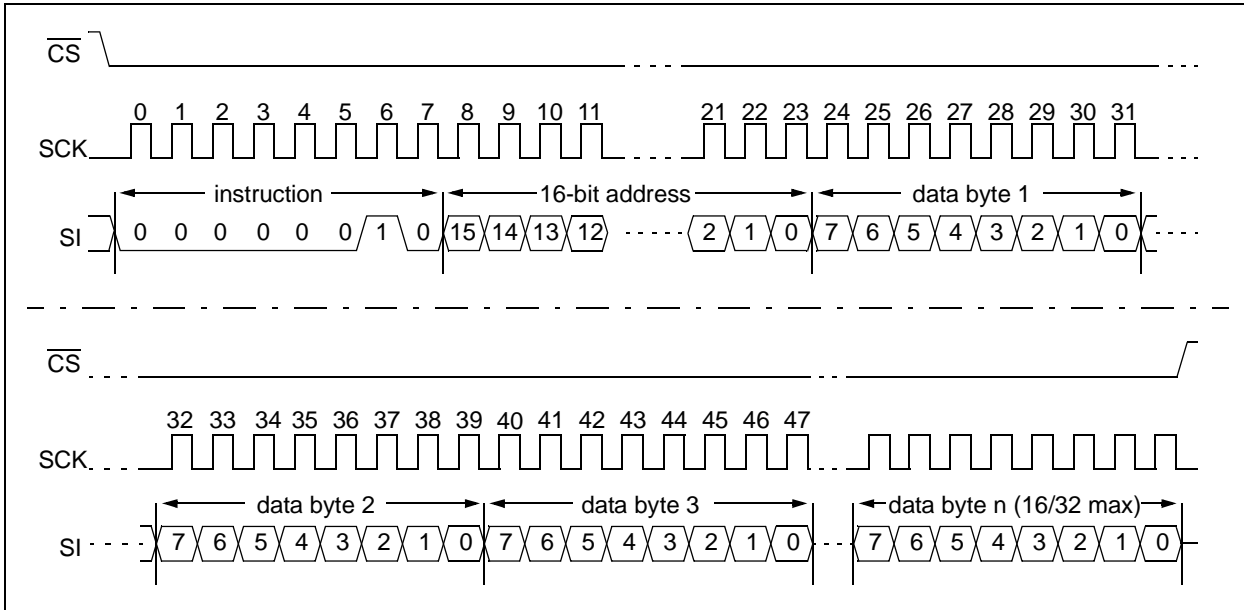 CS
0 1 2 3 4 5 6 7 8 9 10 11 21 22 23 24 25 26 27 28 29 30 31
SCK
instruction 16-bit address data byte 1
SI 0 0 0 0 0 0 1 0 15 14 13 12 2 1 0 7 6 5 4 3 2 1 0
CS
32 33 34 35 36 37 38 39 40 41 42 43 44 45 46 47
SCK
data byte 2 data byte 3 data byte n (16/32 max)
SI 7 6 5 4 3 2 1 0 7 6 5 4 3 2 1 0 7 6 5 4 3 2 1 0